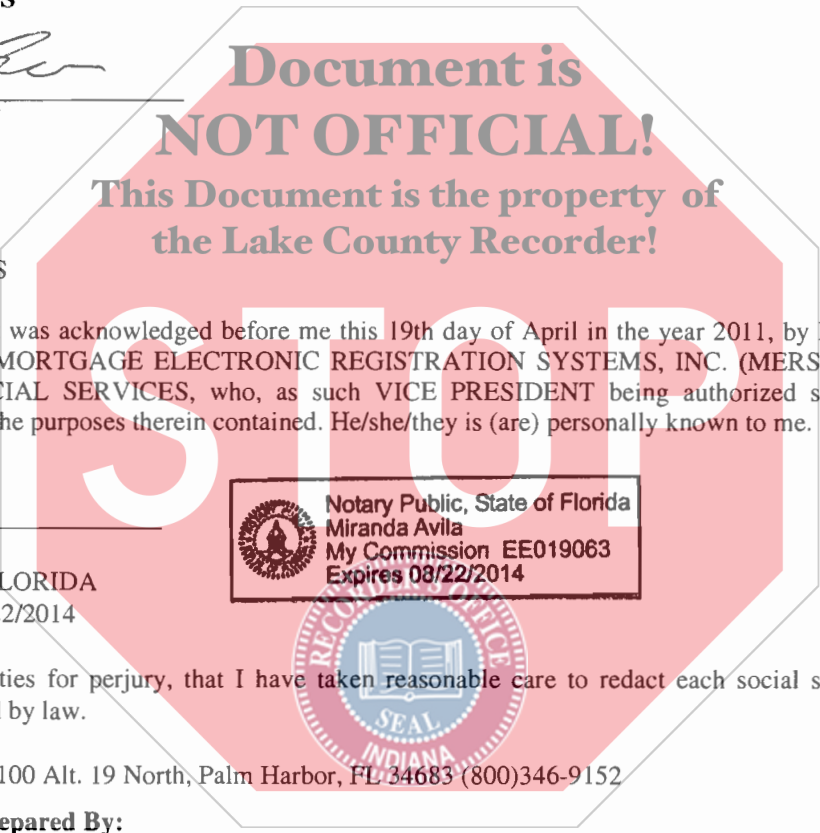 S
Document is
NOT OFFICIAL!
This Document is the property of
the Lake County Recorder!
S
was acknowledged before me this 19th day of April in the year 2011, by
MORTGAGE ELECTRONIC REGISTRATION SYSTEMS, INC. (MERS
CIAL SERVICES, who, as such VICE PRESIDENT being authorized s
he purposes therein contained. He/she/they is (are) personally known to me.
STOP
Notary Public, State of Florida
Miranda Avila
My Commission EE019063
Expires 08/22/2014
LORIDA
2/2014
RECORDER'S OFFICE
ties for perjury, that I have taken reasonable care to redact each social s
by law.
SEAL
INDIANA
100 Alt. 19 North, Palm Harbor, FL 34683 (800)346-9152
epared By: